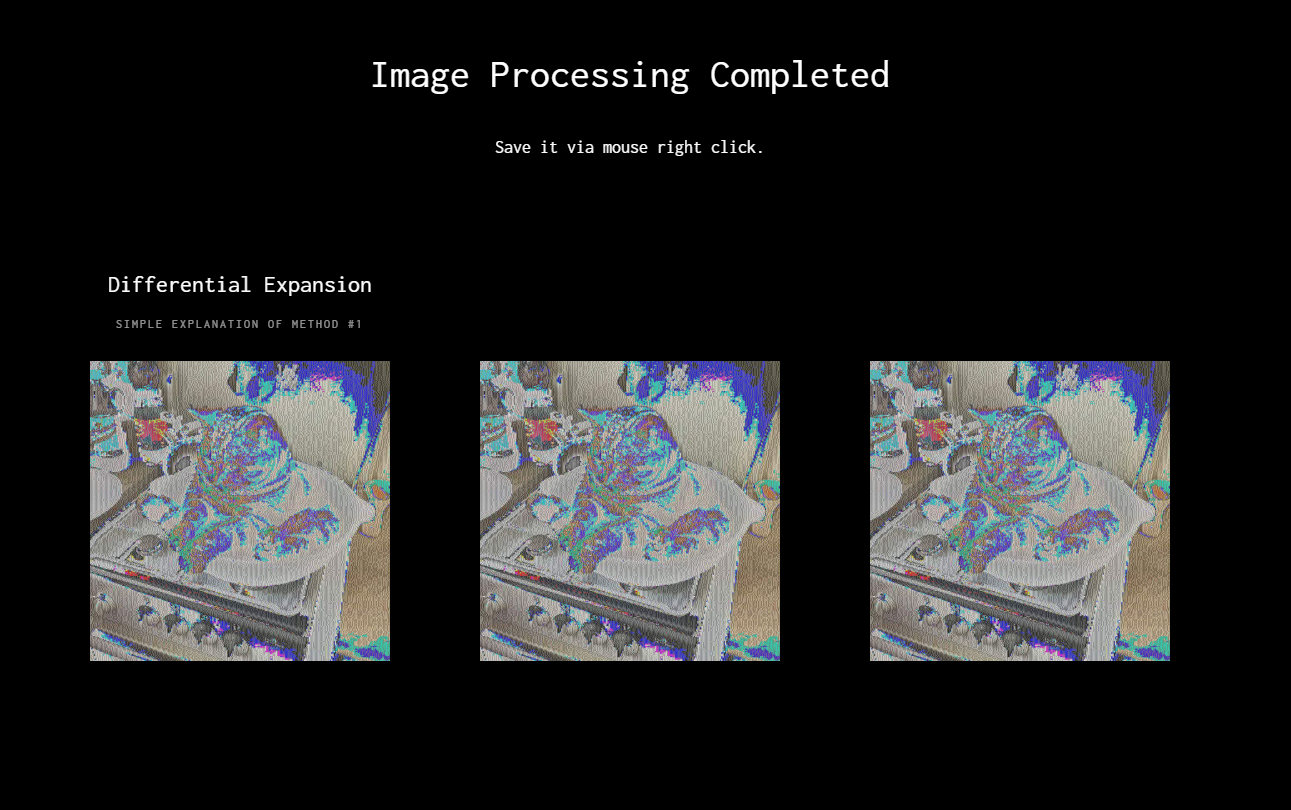 Image Processing Completed
Save it via mouse right click.
Differential Expansion
SIMPLE EXPLANATION OF METHOD #1